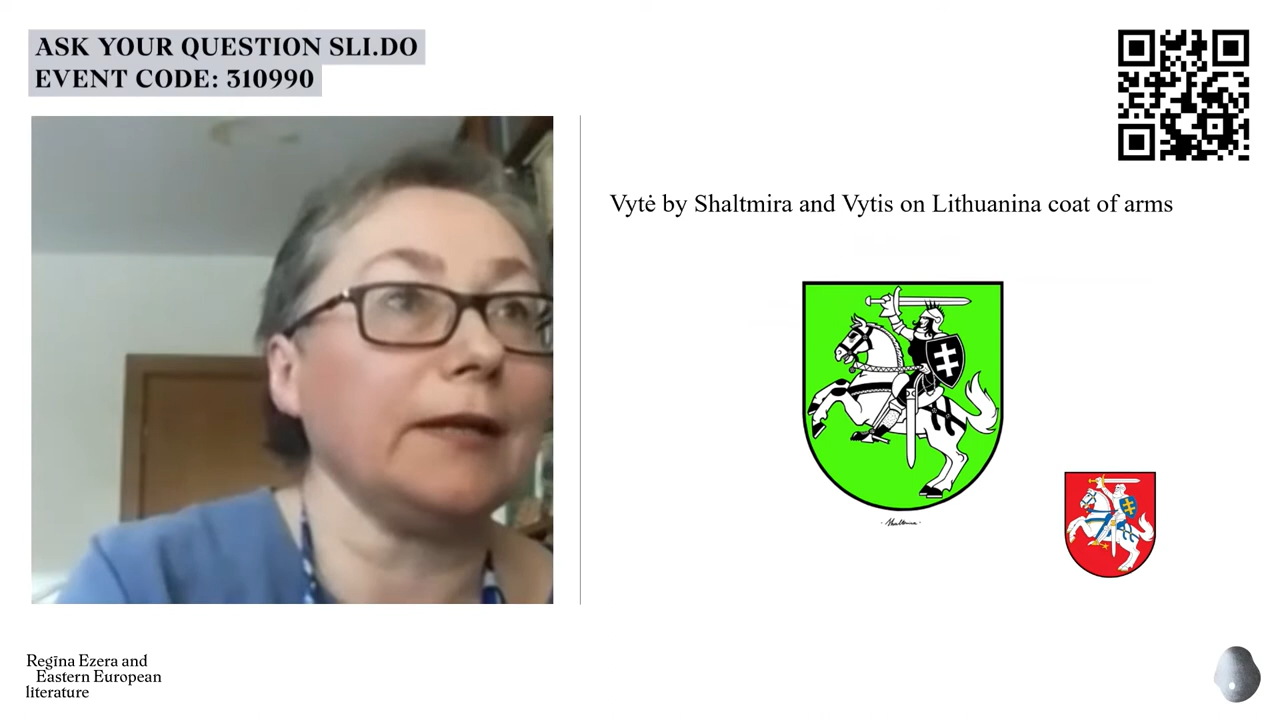 ASK YOUR QUESTION SLI.DO
EVENT CODE: 310990
Vytė by Shaltmira and Vytis on Lithuanina coat of arms
Shaltmira
Regīna Ezera and
Eastern European
literature